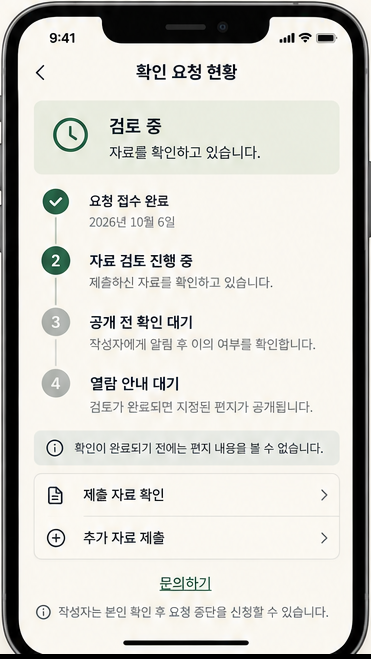 9:41
확인 요청 현황
검토 중
자료를 확인하고 있습니다.
요청 접수 완료
2026년 10월 6일
2
자료 검토 진행 중
제출하신 자료를 확인하고 있습니다.
3
공개 전 확인 대기
작성자에게 알림 후 이의 여부를 확인합니다.
4
열람 안내 대기
검토가 완료되면 지정된 편지가 공개됩니다.
확인이 완료되기 전에는 편지 내용을 볼 수 없습니다.
제출 자료 확인
추가 자료 제출
문의하기
작성자는 본인 확인 후 요청 중단을 신청할 수 있습니다.